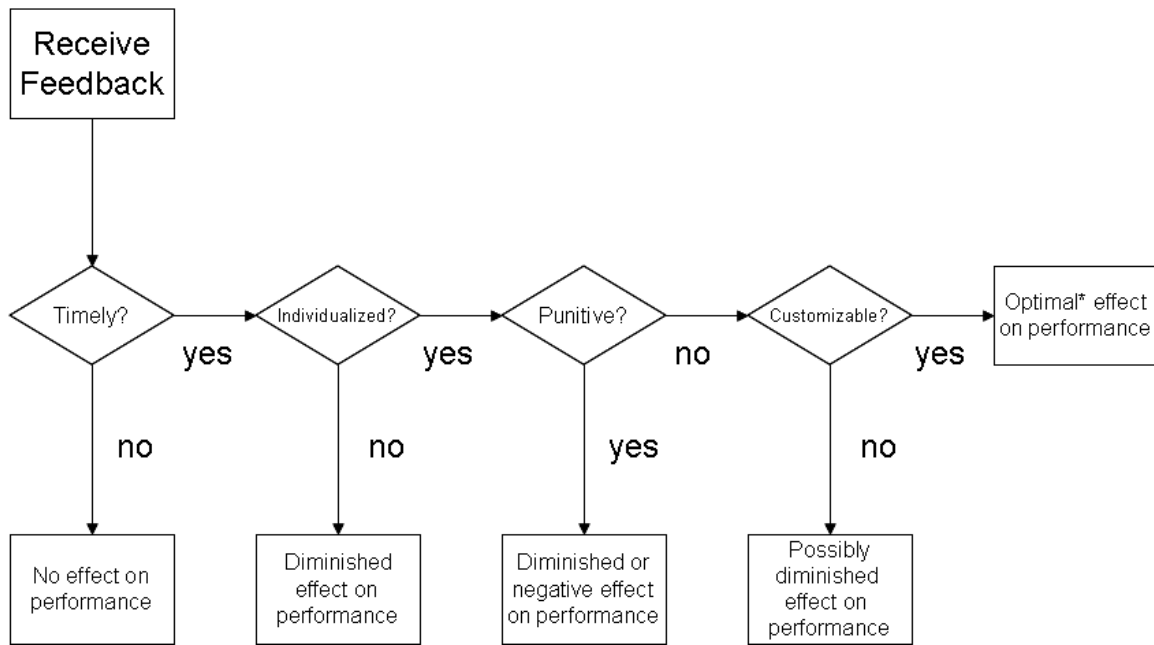 Receive
Feedback
Timely?
yes
Individualized?
yes
Punitive?
no
Customizable?
yes
Optimal* effect
on performance
no
no
yes
no
No effect on
performance
Diminished
effect on
performance
Diminished or
negative effect
on performance
Possibly
diminished
effect on
performance